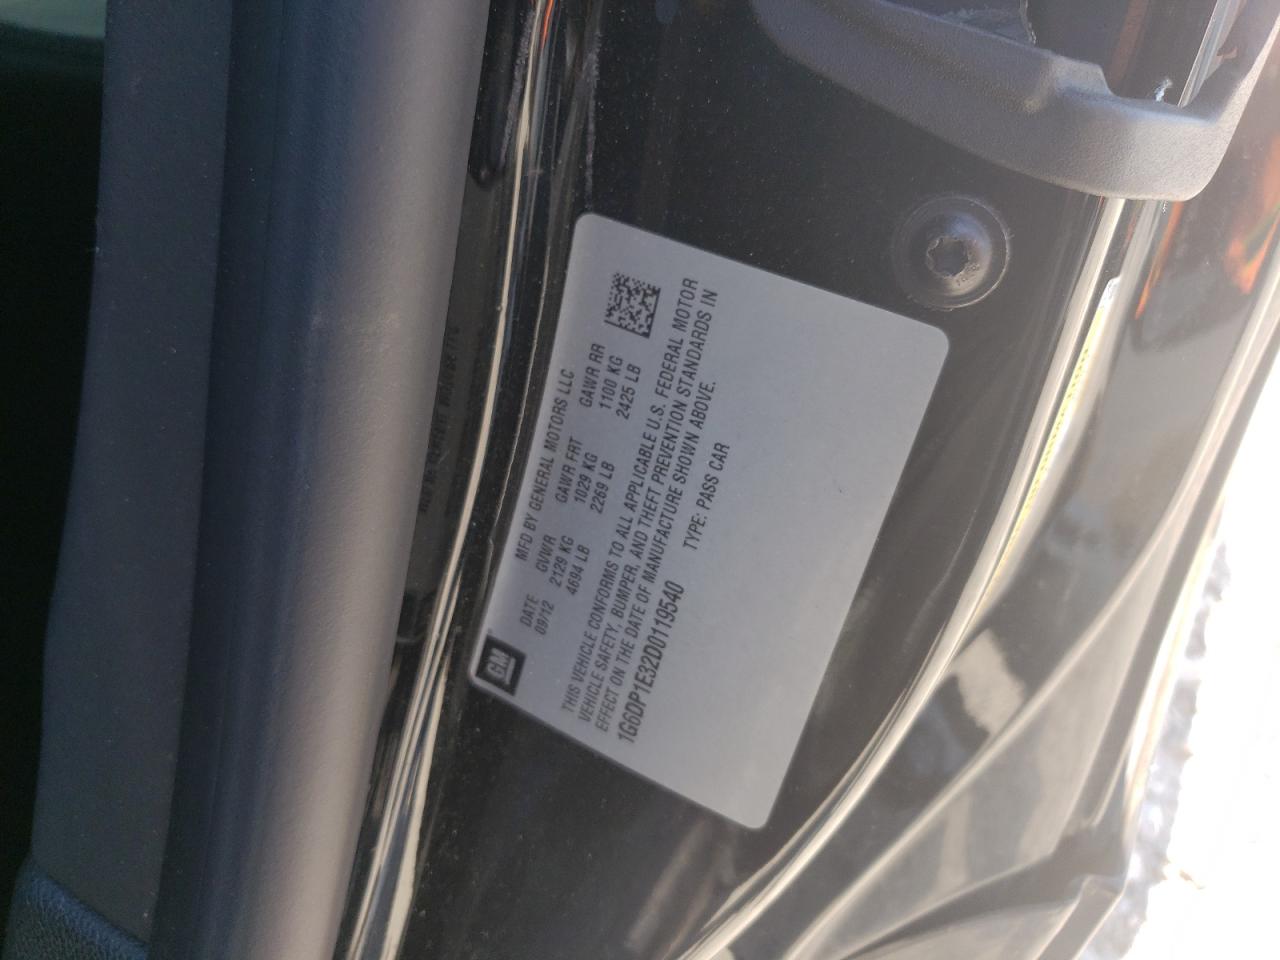 GM
DATE MFD BY GENERAL MOTORS LLC
09/12 GVWR GAWR FRT GAWR RR
2129 KG 1029 KG 1100 KG
4694 LB 2269 LB 2425 LB
THIS VEHICLE CONFORMS TO ALL APPLICABLE U.S. FEDERAL MOTOR
VEHICLE SAFETY, BUMPER, AND THEFT PREVENTION STANDARDS IN
EFFECT ON THE DATE OF MANUFACTURE SHOWN ABOVE.
1G6DP1E32D0119540 TYPE: PASS CAR